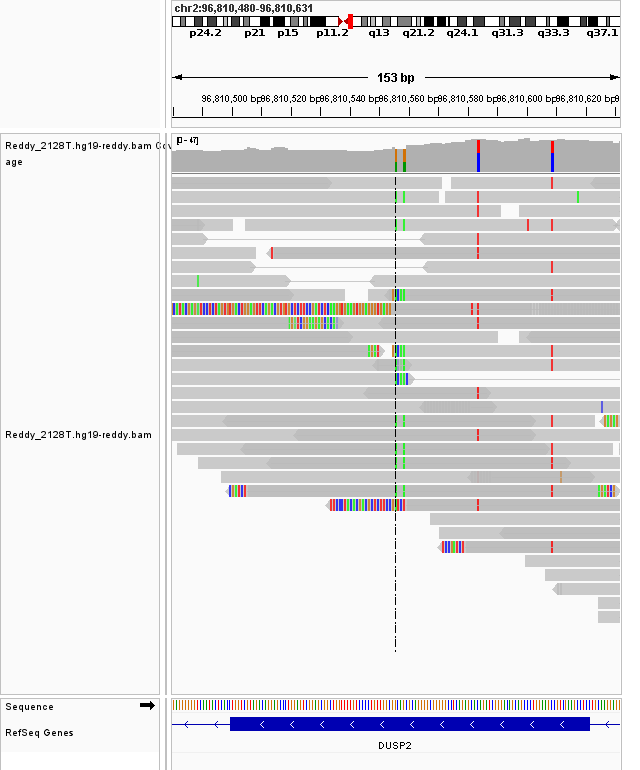 chr2:96,810,480-96,810,631
p24.2 p21 p15 p11.2 q13 q21.2 q24.1 q31.3 q33.3 q37.1
153 bp
96,810,500 bp 96,810,520 bp 96,810,540 bp 96,810,560 bp 96,810,580 bp 96,810,600 bp 96,810,620 bp
Reddy_2128T.hg19-reddy.bam Cov
age
[0 - 47]
Reddy_2128T.hg19-reddy.bam
Sequence
RefSeq Genes
DUSP2